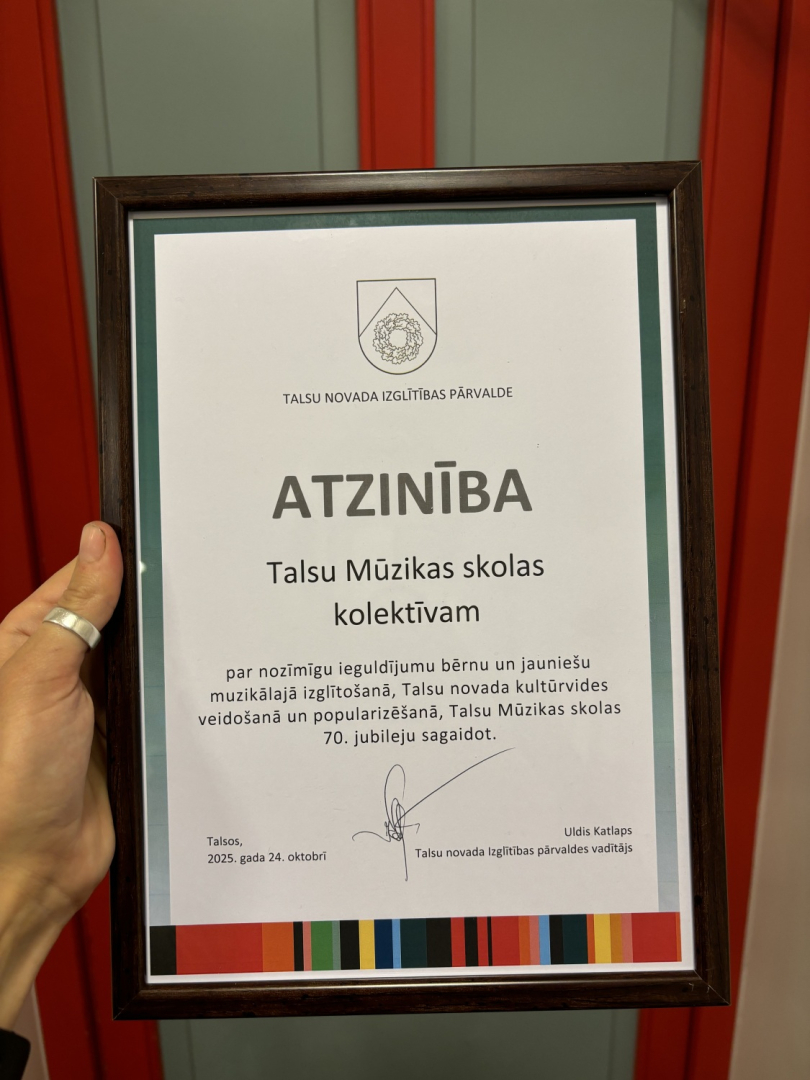 TALSU NOVADA IZGLĪTĪBAS PĀRVALDE
ATZINĪBA
Talsu Mūzikas skolas
kolektīvam
par nozīmīgu ieguldījumu bērnu un jauniešu
muzikālajā izglītošanā, Talsu novada kultūrvides
veidošanā un popularizēšanā, Talsu Mūzikas skolas
70. jubileju sagaidot.
Talsos,
2025. gada 24. oktobrī
Uldis Katlaps
Talsu novada Izglītības pārvaldes vadītājs